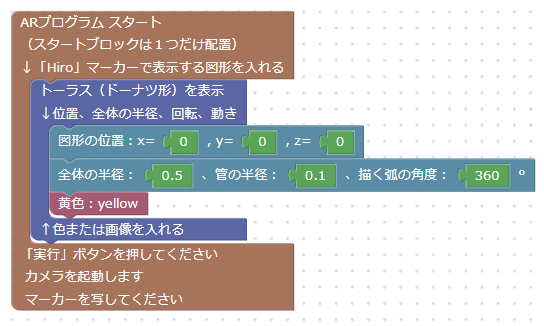 ARプログラム スタート
（スタートブロックは１つだけ配置）
↓「Hiro」マーカーで表示する図形を入れる
トーラス（ドーナツ形）を表示
↓位置、全体の半径、回転、動き
図形の位置：x= 0 , y= 0 , z= 0
全体の半径： 0.5 、管の半径： 0.1 、描く弧の角度： 360 º
黄色：yellow
↑色または画像を入れる
「実行」ボタンを押してください
カメラを起動します
マーカーを写してください